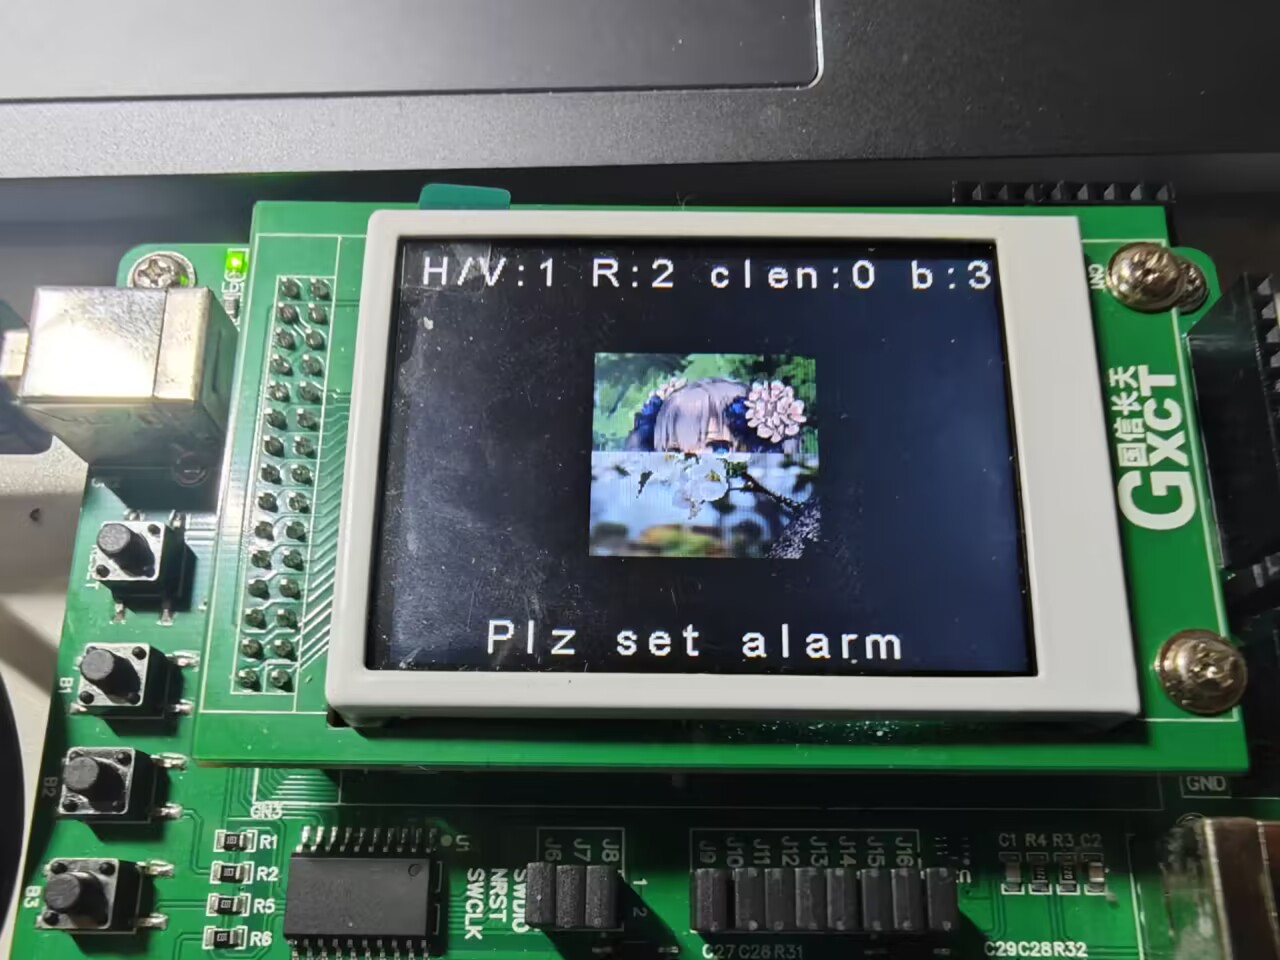 H/V:1 R:2 clen:0 b:3
Plz set alarm
国信长天
GXCT
B1
B2
B3
GND
R1
R2
R5
R6
J6
J7
J8
SWDIO
NRST
SWCLK
1
2
J9
J10
J11
J12
J13
J14
J15
J16
C1 R4 R3 C2
C27 C28 R31
C29 C28 R32